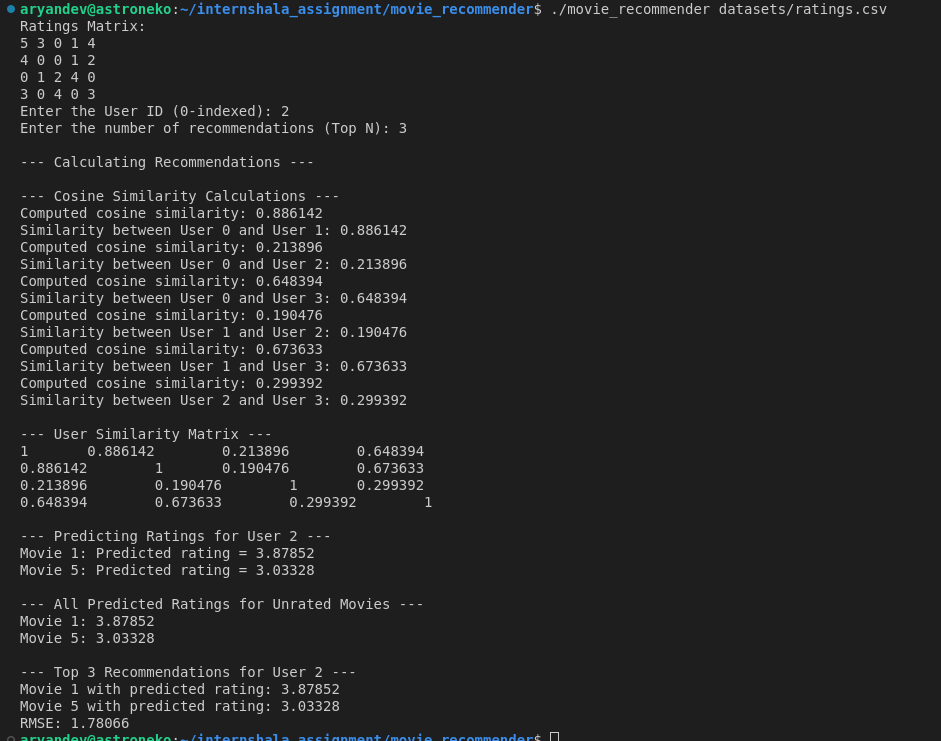 aryandev@astroneko:~/internshala_assignment/movie_recommender$ ./movie_recommender datasets/ratings.csv
Ratings Matrix:
5 3 0 1 4
4 0 0 1 2
0 1 2 4 0
3 0 4 0 3
Enter the User ID (0-indexed): 2
Enter the number of recommendations (Top N): 3

--- Calculating Recommendations ---

--- Cosine Similarity Calculations ---
Computed cosine similarity: 0.886142
Similarity between User 0 and User 1: 0.886142
Computed cosine similarity: 0.213896
Similarity between User 0 and User 2: 0.213896
Computed cosine similarity: 0.648394
Similarity between User 0 and User 3: 0.648394
Computed cosine similarity: 0.190476
Similarity between User 1 and User 2: 0.190476
Computed cosine similarity: 0.673633
Similarity between User 1 and User 3: 0.673633
Computed cosine similarity: 0.299392
Similarity between User 2 and User 3: 0.299392

--- User Similarity Matrix ---
1       0.886142        0.213896        0.648394
0.886142        1       0.190476        0.673633
0.213896        0.190476        1       0.299392
0.648394        0.673633        0.299392        1

--- Predicting Ratings for User 2 ---
Movie 1: Predicted rating = 3.87852
Movie 5: Predicted rating = 3.03328

--- All Predicted Ratings for Unrated Movies ---
Movie 1: 3.87852
Movie 5: 3.03328

--- Top 3 Recommendations for User 2 ---
Movie 1 with predicted rating: 3.87852
Movie 5 with predicted rating: 3.03328
RMSE: 1.78066
aryandev@astroneko:~/internshala_assignment/movie_recommender$